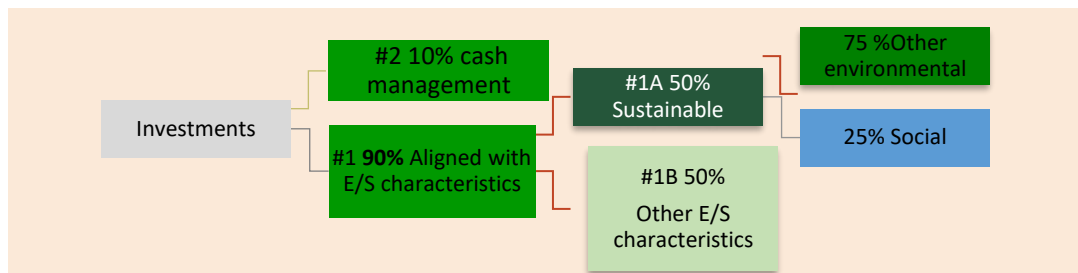 Investments
#2 10% cash
management
#1 90% Aligned with
E/S characteristics
#1A 50%
Sustainable
#1B 50%
Other E/S
characteristics
75 %Other
environmental
25% Social